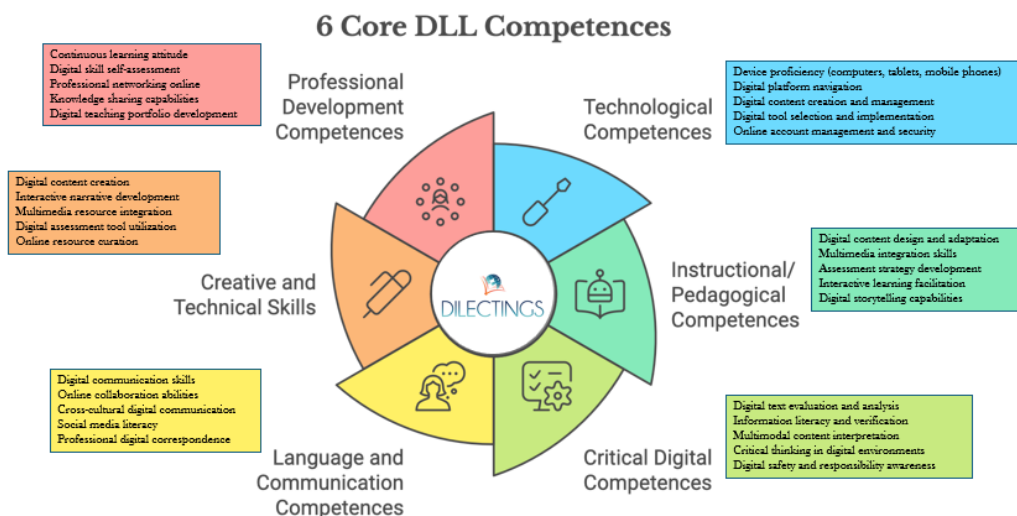 6 Core DLL Competences
Continuous learning attitude
Digital skill self-assessment
Professional networking online
Knowledge sharing capabilities
Digital teaching portfolio development
Professional
Development
Competences
Technological
Competences
Device proficiency (computers, tablets, mobile phones)
Digital platform navigation
Digital content creation and management
Digital tool selection and implementation
Online account management and security
Digital content creation
Interactive narrative development
Multimedia resource integration
Digital assessment tool utilization
Online resource curation
Creative and
Technical Skills
DILECTINGS
Instructional/
Pedagogical
Competences
Digital content design and adaptation
Multimedia integration skills
Assessment strategy development
Interactive learning facilitation
Digital storytelling capabilities
Digital communication skills
Online collaboration abilities
Cross-cultural digital communication
Social media literacy
Professional digital correspondence
Language and
Communication
Competences
Critical Digital
Competences
Digital text evaluation and analysis
Information literacy and verification
Multimodal content interpretation
Critical thinking in digital environments
Digital safety and responsibility awareness